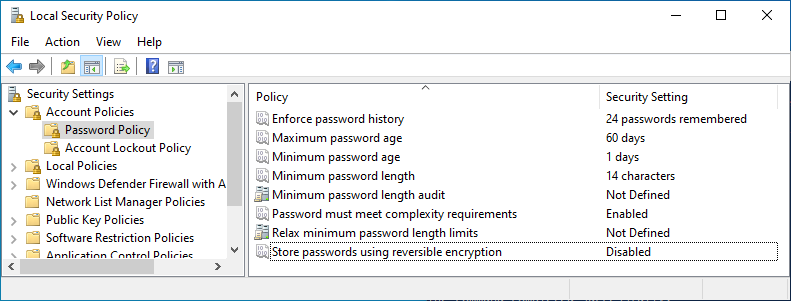 Local Security Policy
File Action View Help
Security Settings
Account Policies
Password Policy
Account Lockout Policy
Local Policies
Windows Defender Firewall with A
Network List Manager Policies
Public Key Policies
Software Restriction Policies
Application Control Policies
Policy Security Setting
Enforce password history 24 passwords remembered
Maximum password age 60 days
Minimum password age 1 days
Minimum password length 14 characters
Minimum password length audit Not Defined
Password must meet complexity requirements Enabled
Relax minimum password length limits Not Defined
Store passwords using reversible encryption Disabled